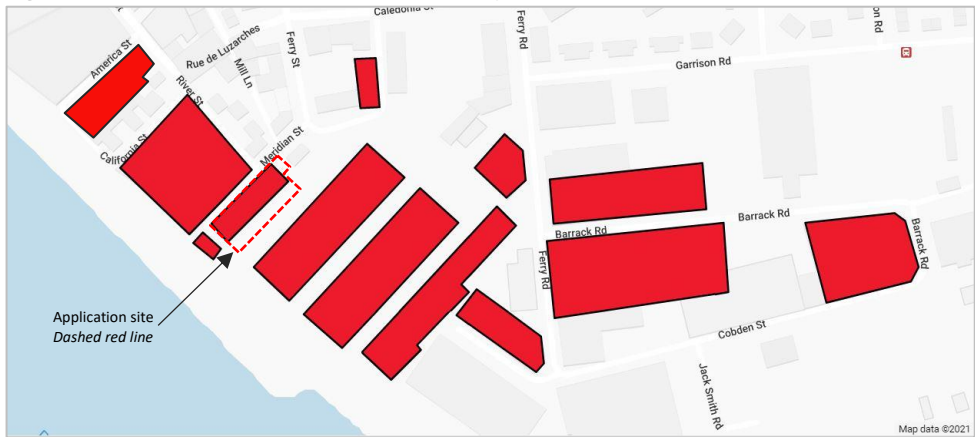 Caledonia St
America St
Rue de Luzarches
River St
Mill Ln
Ferry St
Ferry Rd
Garrison Rd
California St
Meridian St
Barrack Rd
Barrack Rd
Barrack Rd
Ferry Rd
Application site
Dashed red line
Cobden St
Jack Smith Rd
Map data ©2021